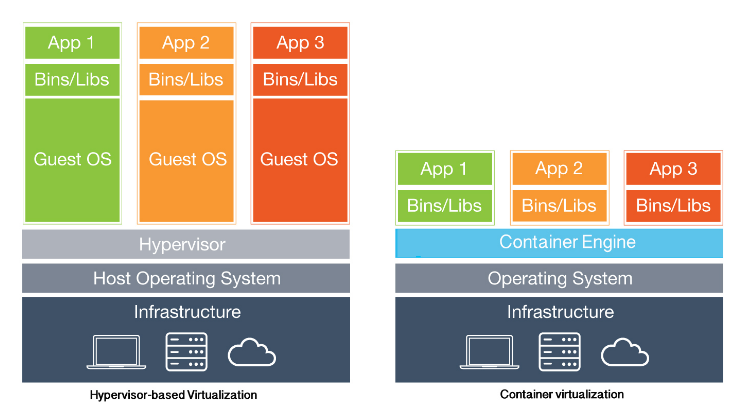 App 1
App 2
App 3
Bins/Libs
Bins/Libs
Bins/Libs
Guest OS
Guest OS
Guest OS
Hypervisor
Host Operating System
Infrastructure
Hypervisor-based Virtualization
App 1
App 2
App 3
Bins/Libs
Bins/Libs
Bins/Libs
Container Engine
Operating System
Infrastructure
Container virtualization